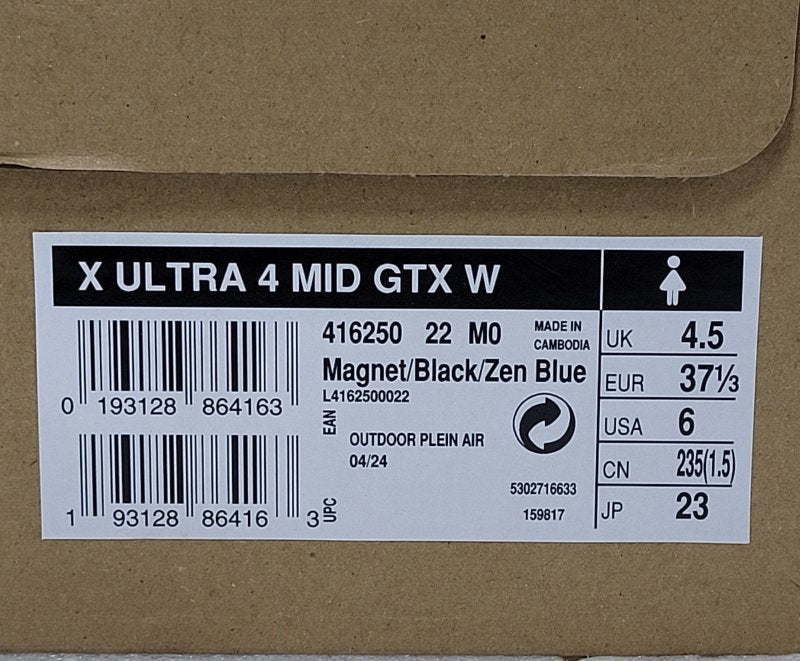 X ULTRA 4 MID GTX W
416250 22 M0
MADE IN
CAMBODIA
Magnet/Black/Zen Blue
L4162500022
0 193128 864163
EAN
OUTDOOR PLEIN AIR
04/24
1 93128 86416 3
UPC
5302716633
159817
UK 4.5
EUR 37⅓
USA 6
CN 235(1.5)
JP 23